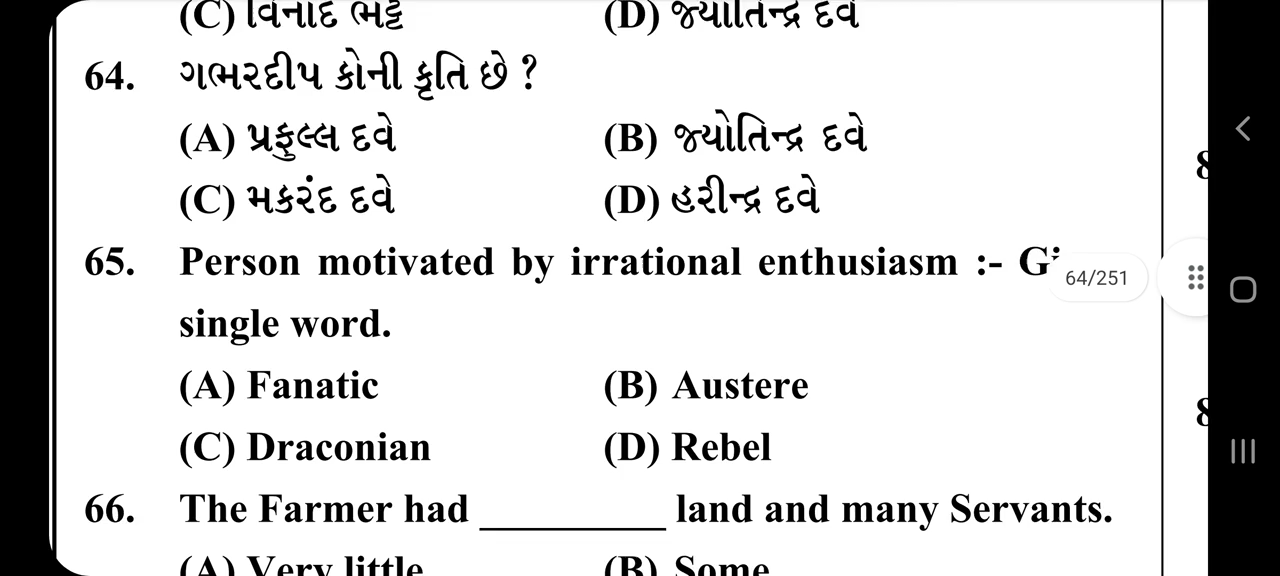 (C) વિનોદ ભટ્ટ (D) જ્યોતિન્દ્ર દવે
64. ગભરદીપ કોની કૃતિ છે ?
(A) પ્રફુલ્લ દવે (B) જ્યોતિન્દ્ર દવે
(C) મકરંદ દવે (D) હરીન્દ્ર દવે
65. Person motivated by irrational enthusiasm :-
64/251
single word.
(A) Fanatic (B) Austere
(C) Draconian (D) Rebel
66. The Farmer had ________ land and many Servants.
(A) Very little (B) Some